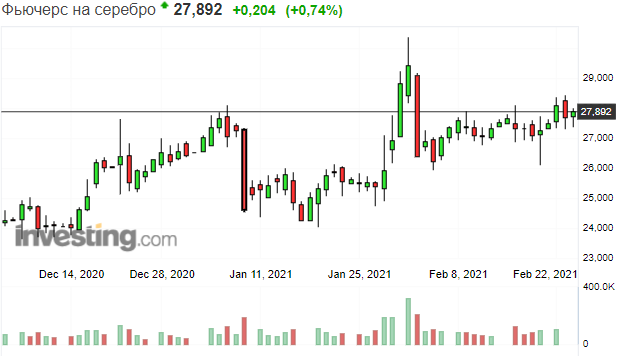 Фьючерс на серебро 27,892 +0,204 (+0,74%)
29,000
27,892
27,000
26,000
25,000
24,000
23,000
Investing.com
Dec 14, 2020 Dec 28, 2020 Jan 11, 2021 Jan 25, 2021 Feb 8, 2021 Feb 22, 2021
400.0K
0